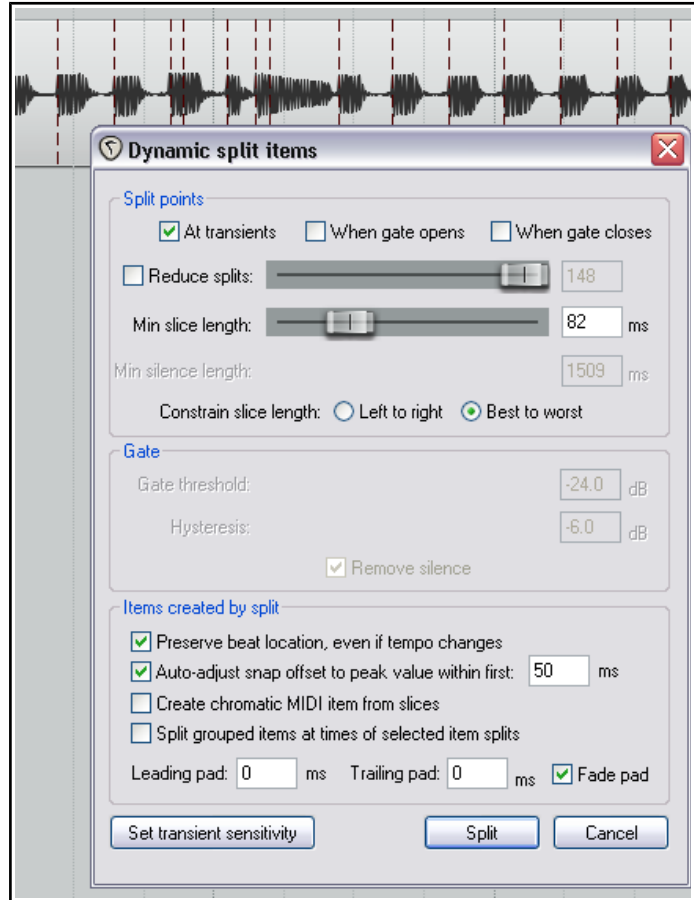 Dynamic split items
Split points
At transients When gate opens When gate closes
Reduce splits: 148
Min slice length: 82 ms
Min silence length: 1509 ms
Constrain slice length: Left to right Best to worst
Gate
Gate threshold: -24.0 dB
Hysteresis: -6.0 dB
Remove silence
Items created by split
Preserve beat location, even if tempo changes
Auto-adjust snap offset to peak value within first: 50 ms
Create chromatic MIDI item from slices
Split grouped items at times of selected item splits
Leading pad: 0 ms Trailing pad: 0 ms Fade pad
Set transient sensitivity Split Cancel